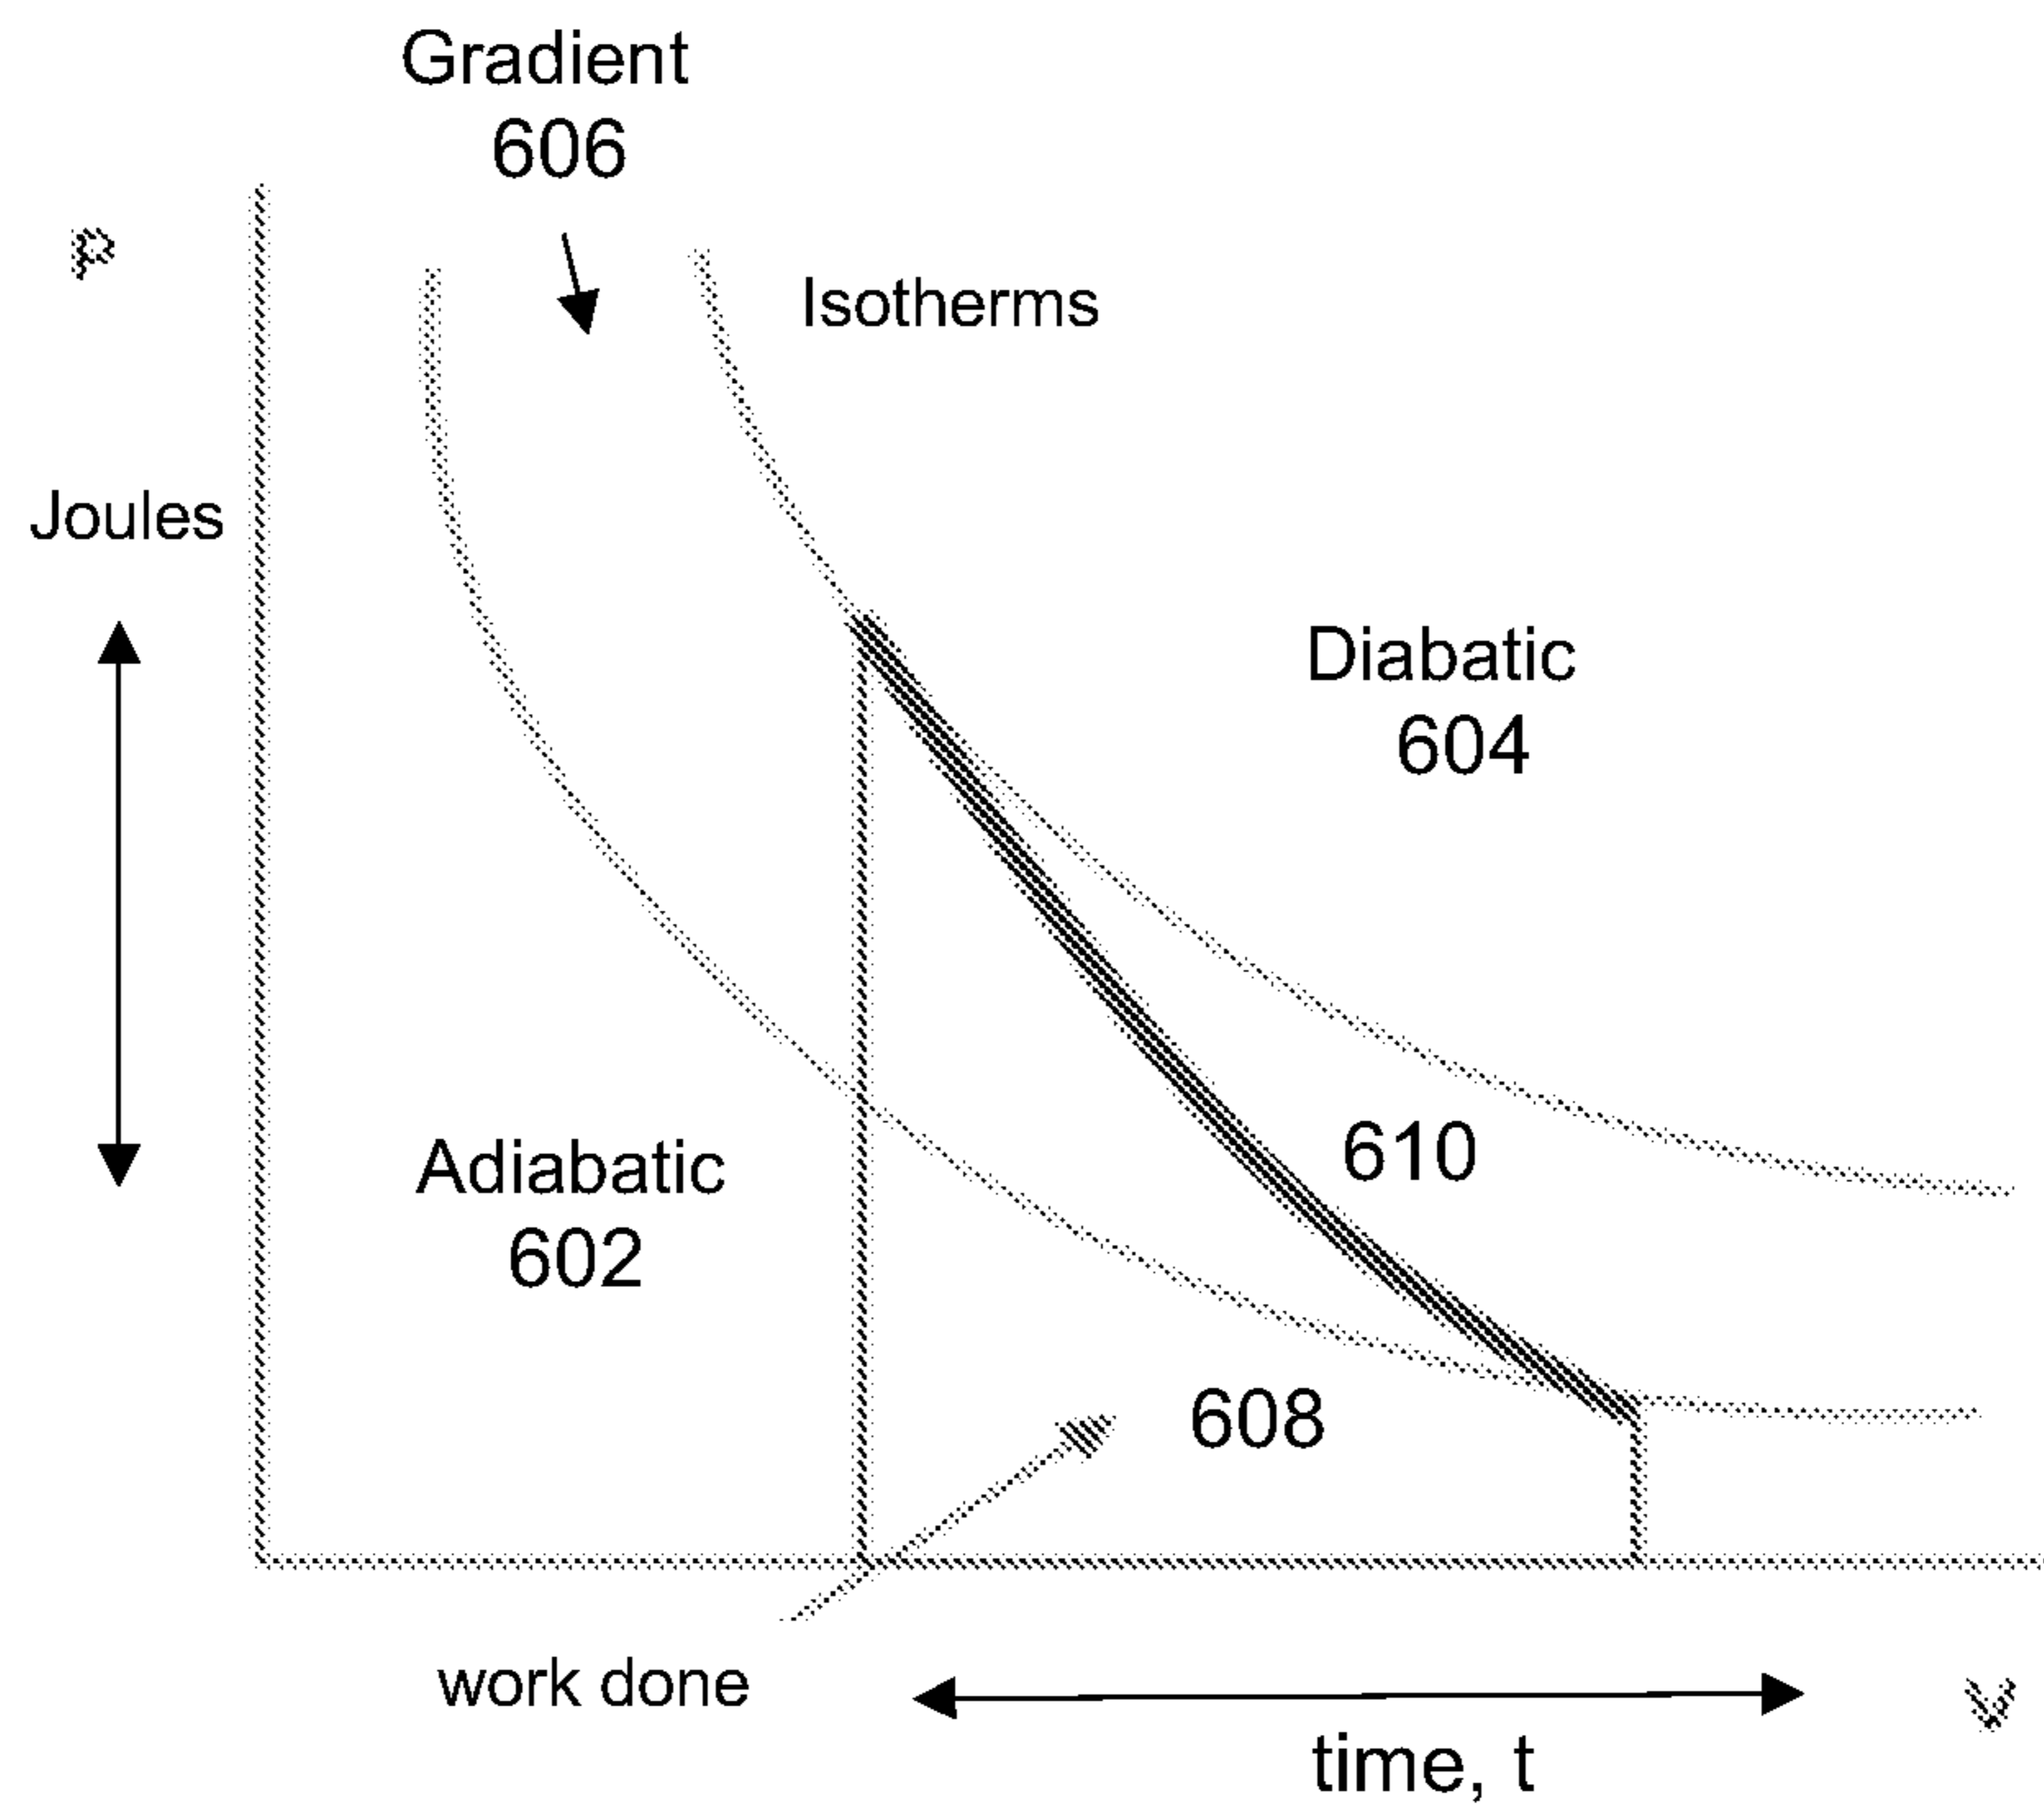 Gradient
606
P
Isotherms
Joules
Diabatic
604
610
Adiabatic
602
608
work done
time, t
V